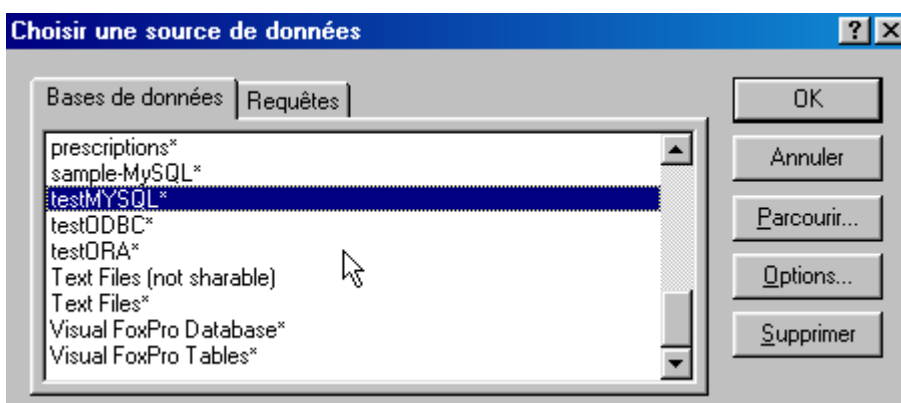 Choisir une source de données
Bases de données
Requêtes
prescriptions*
sample-MySQL*
testMYSQL*
testODBC*
testORA*
Text Files (not sharable)
Text Files*
Visual FoxPro Database*
Visual FoxPro Tables*
OK
Annuler
Parcourir...
Options...
Supprimer